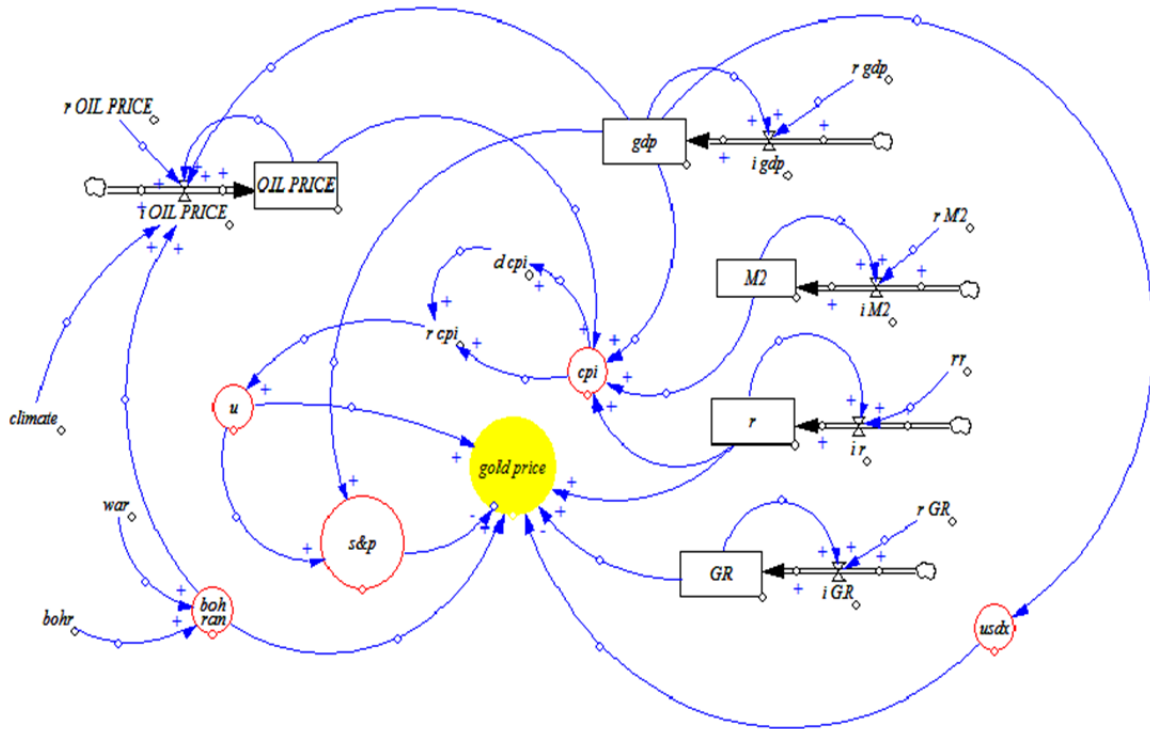 r gdp
r OIL PRICE
gdp
i gdp
OIL PRICE
i OIL PRICE
r M2
d cpi
M2
i M2
r cpi
cpi
rr
u
climate
r
i r
gold price
war
s&p
r GR
GR
i GR
boh
ran
bohr
usdx